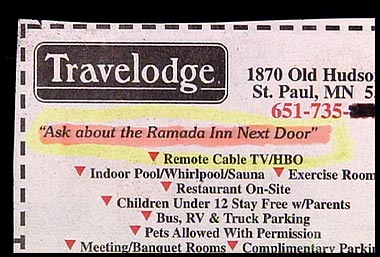 Travelodge
1870 Old Hudso
St. Paul, MN 5
651-735-
"Ask about the Ramada Inn Next Door"
▼ Remote Cable TV/HBO
▼ Indoor Pool/Whirlpool/Sauna ▼ Exercise Room
▼ Restaurant On-Site
▼ Children Under 12 Stay Free w/Parents
▼ Bus, RV & Truck Parking
▼ Pets Allowed With Permission
▼ Meeting/Banquet Rooms ▼ Complimentary Parkin